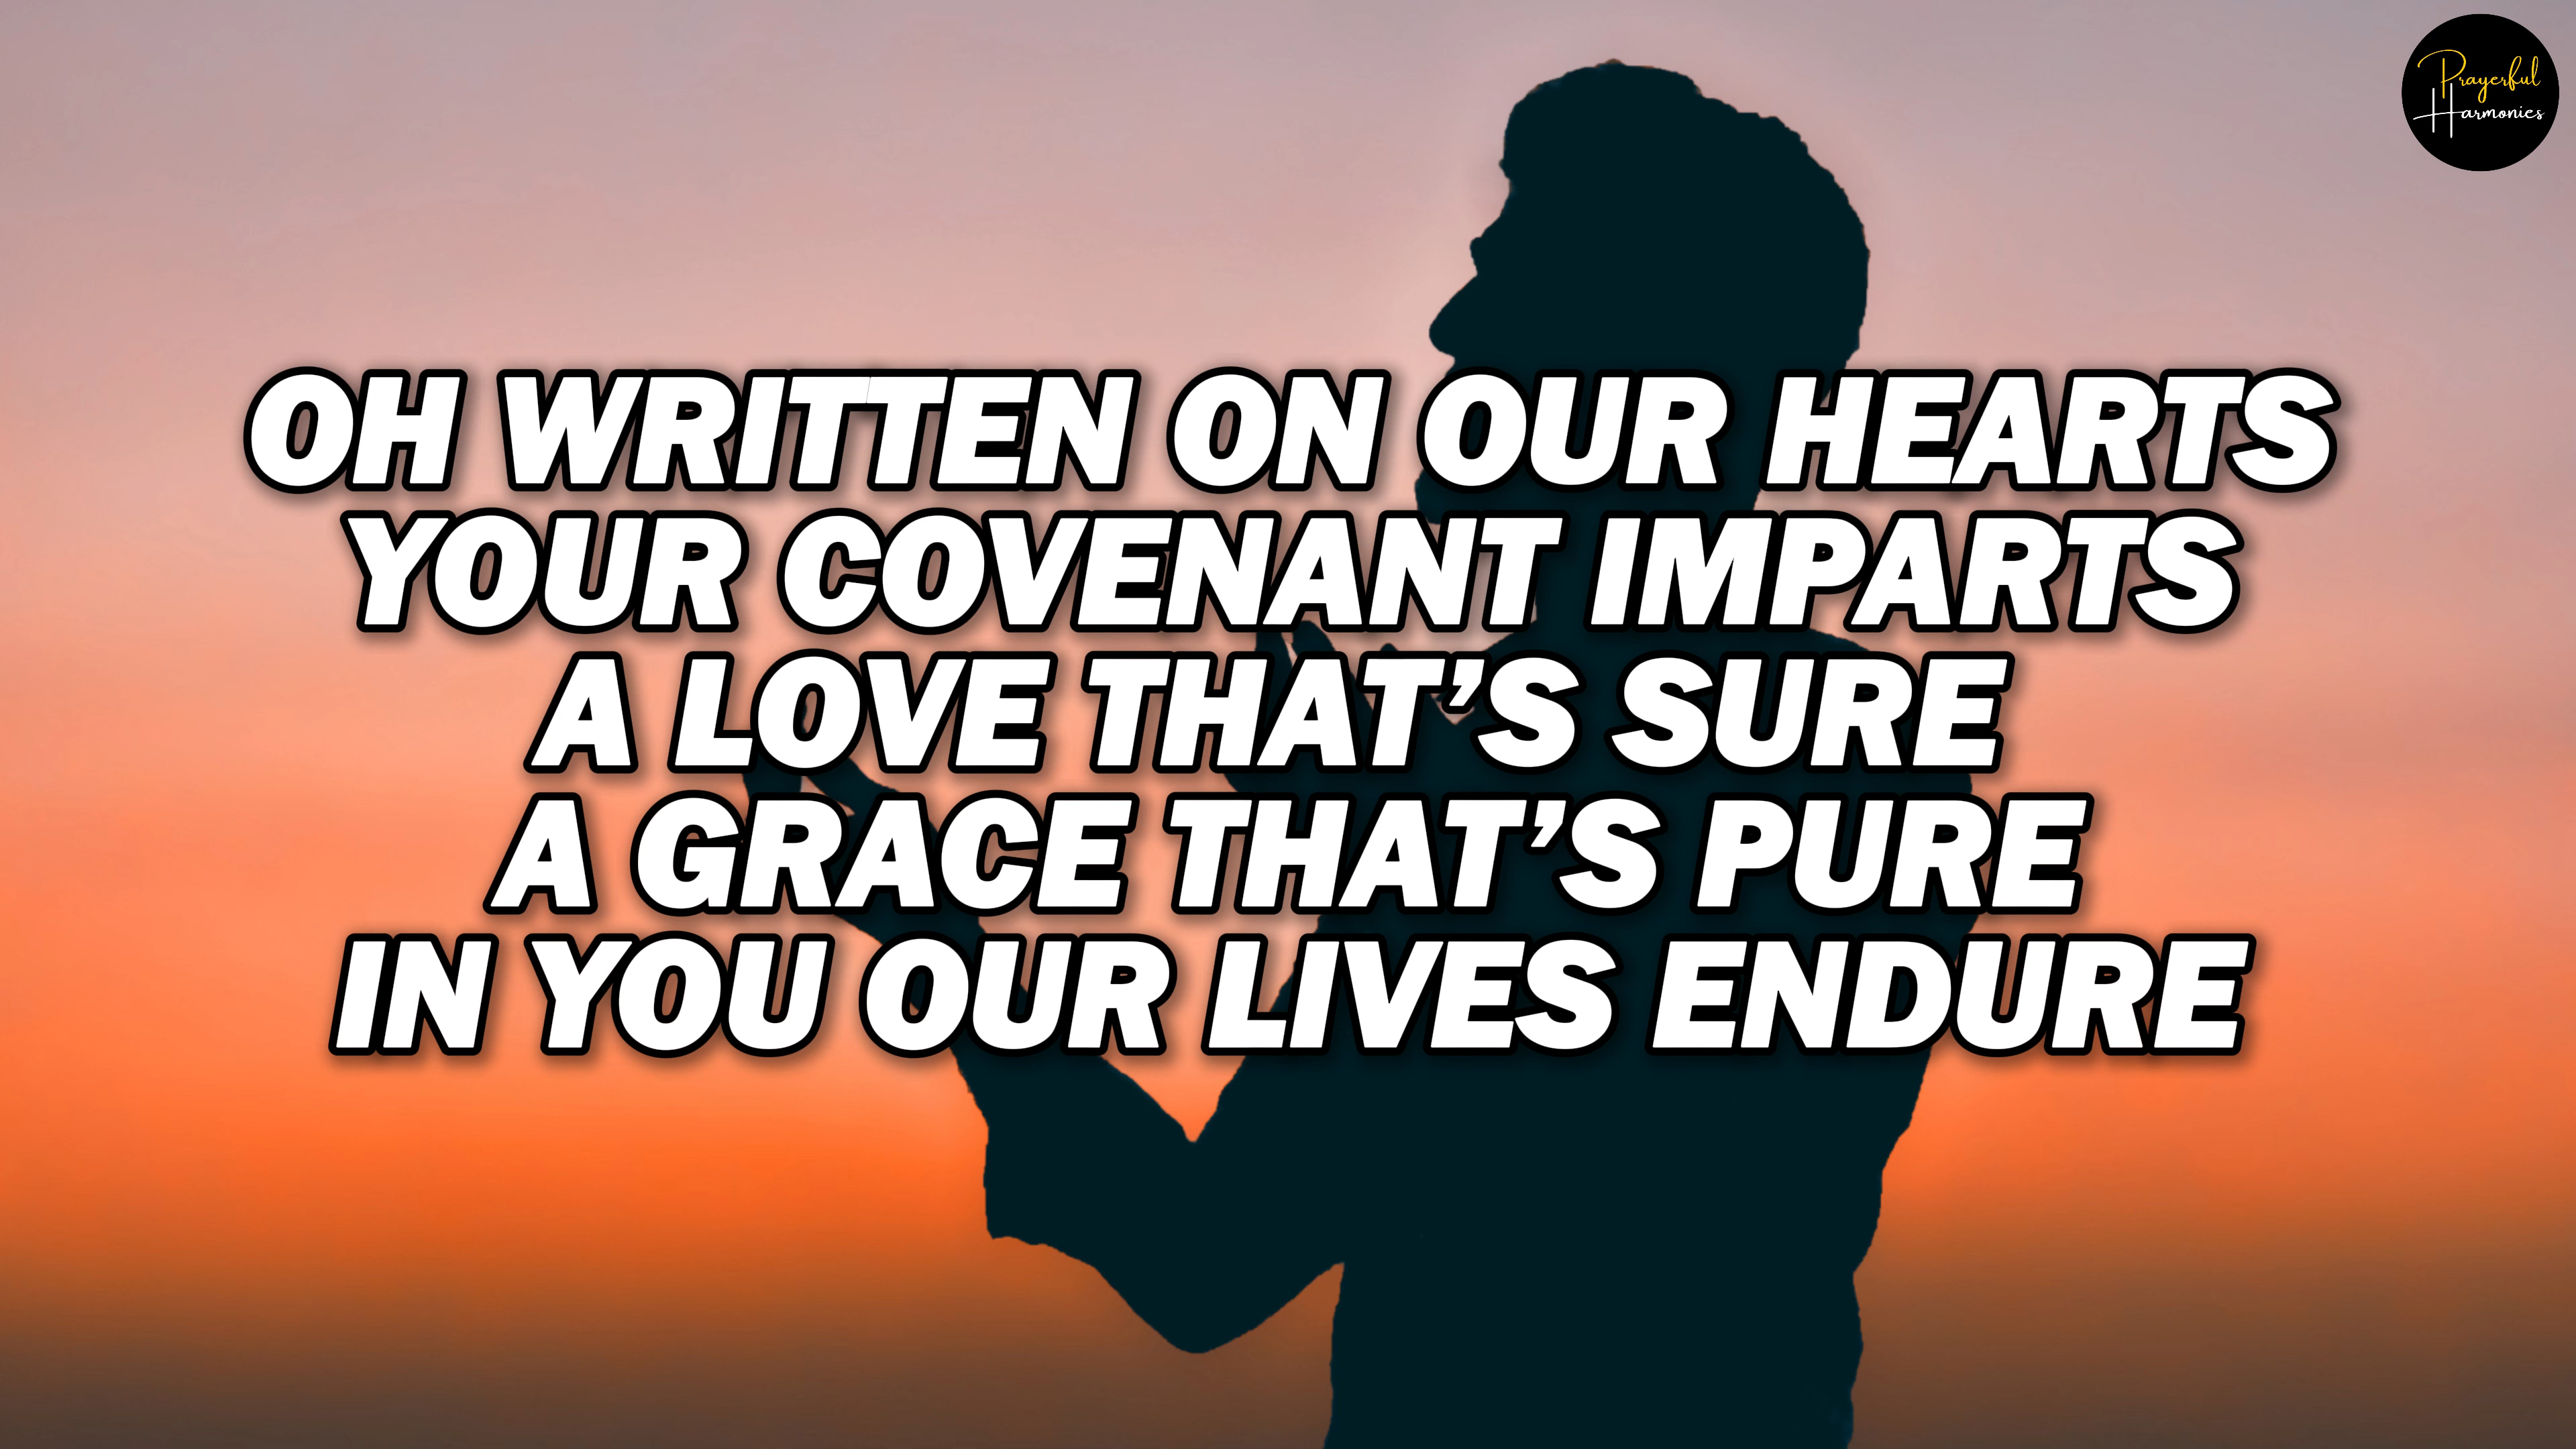 Prayerful
Harmonies
OH WRITTEN ON OUR HEARTS
YOUR COVENANT IMPARTS
A LOVE THAT’S SURE
A GRACE THAT’S PURE
IN YOU OUR LIVES ENDURE